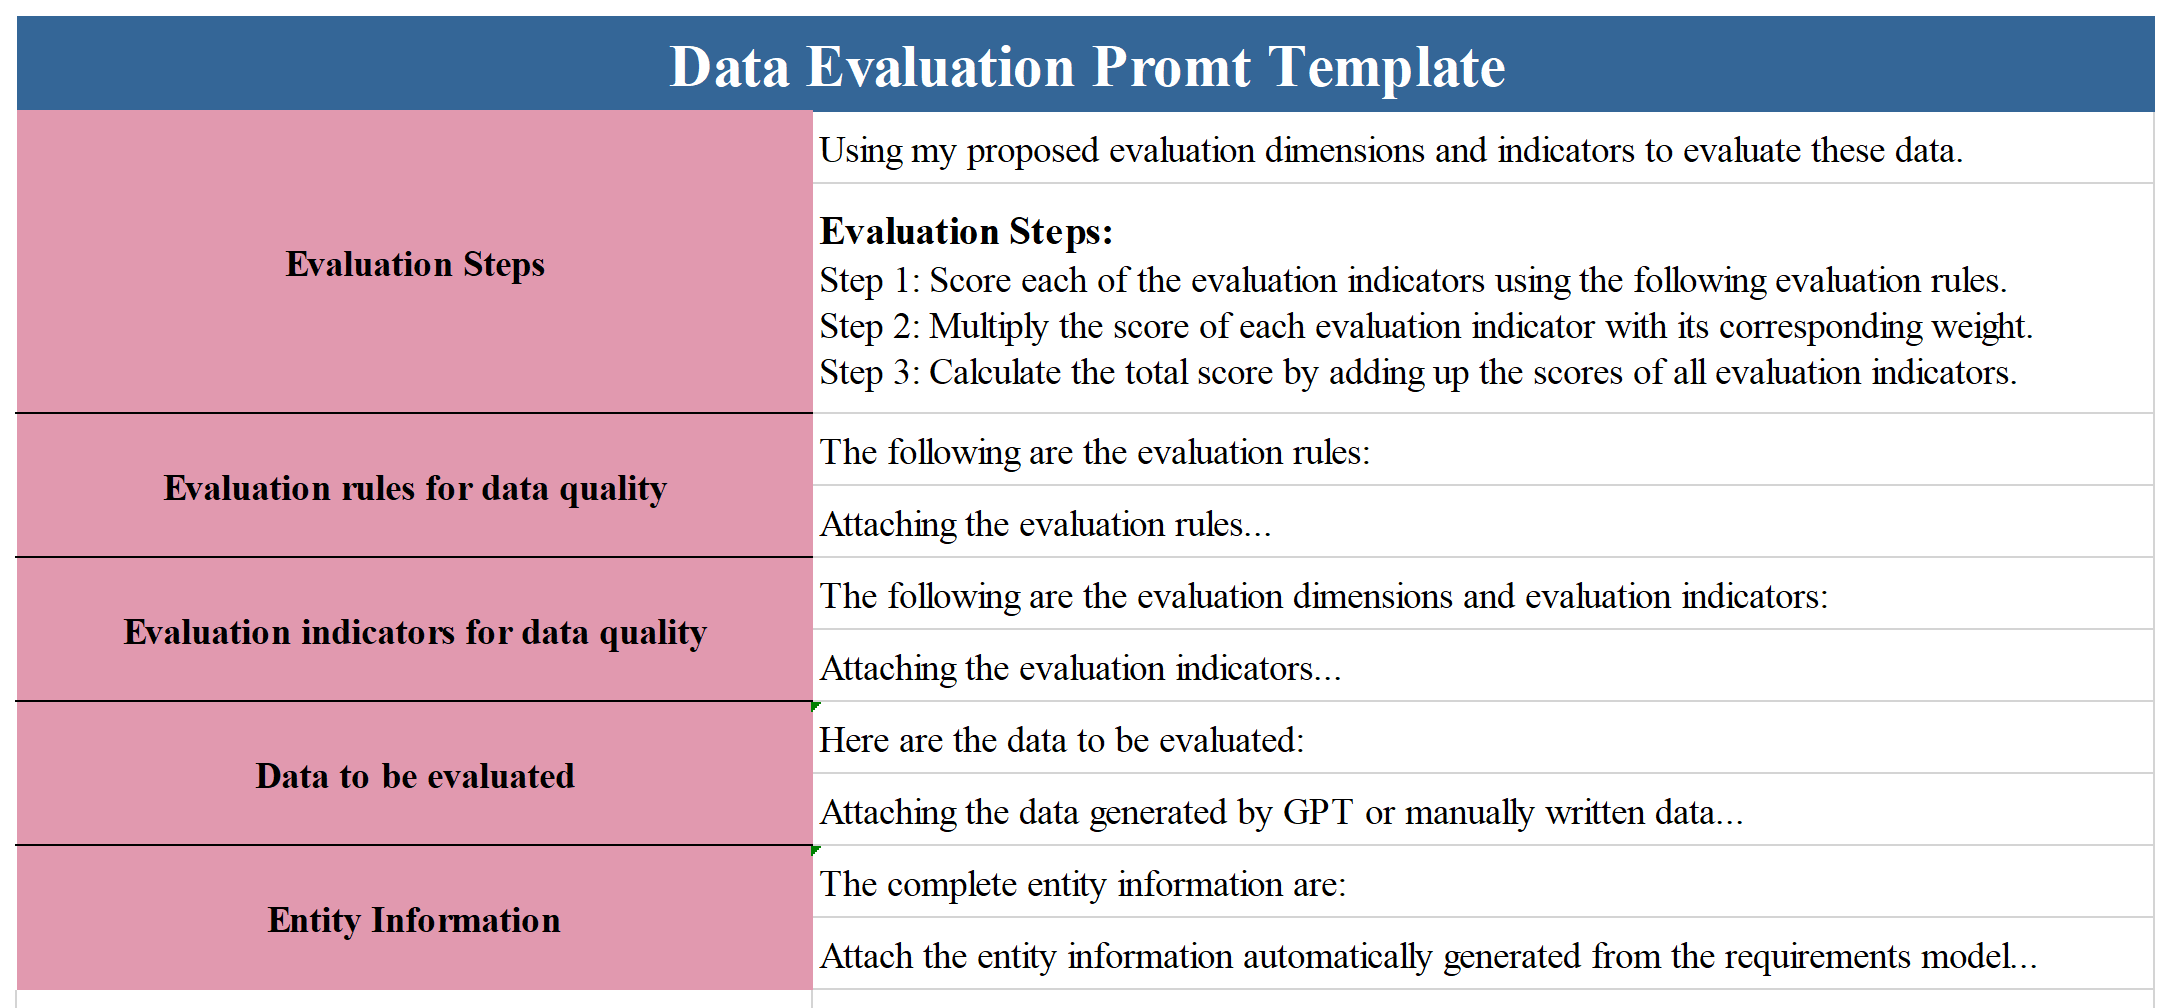 Data Evaluation Promt Template
Evaluation Steps
Using my proposed evaluation dimensions and indicators to evaluate these data.
Evaluation Steps:
Step 1: Score each of the evaluation indicators using the following evaluation rules.
Step 2: Multiply the score of each evaluation indicator with its corresponding weight.
Step 3: Calculate the total score by adding up the scores of all evaluation indicators.
Evaluation rules for data quality
The following are the evaluation rules:
Attaching the evaluation rules...
Evaluation indicators for data quality
The following are the evaluation dimensions and evaluation indicators:
Attaching the evaluation indicators...
Data to be evaluated
Here are the data to be evaluated:
Attaching the data generated by GPT or manually written data...
Entity Information
The complete entity information are:
Attach the entity information automatically generated from the requirements model...